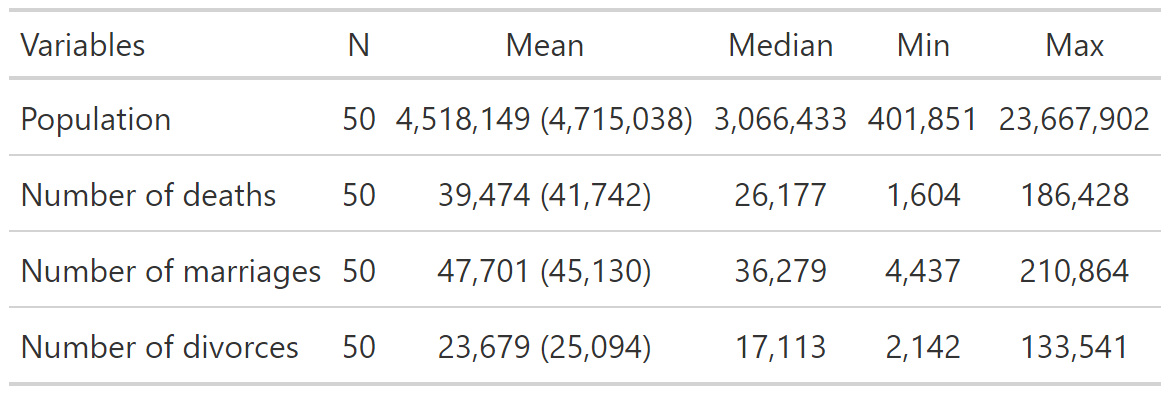 Variables N Mean Median Min Max
Population 50 4,518,149 (4,715,038) 3,066,433 401,851 23,667,902
Number of deaths 50 39,474 (41,742) 26,177 1,604 186,428
Number of marriages 50 47,701 (45,130) 36,279 4,437 210,864
Number of divorces 50 23,679 (25,094) 17,113 2,142 133,541